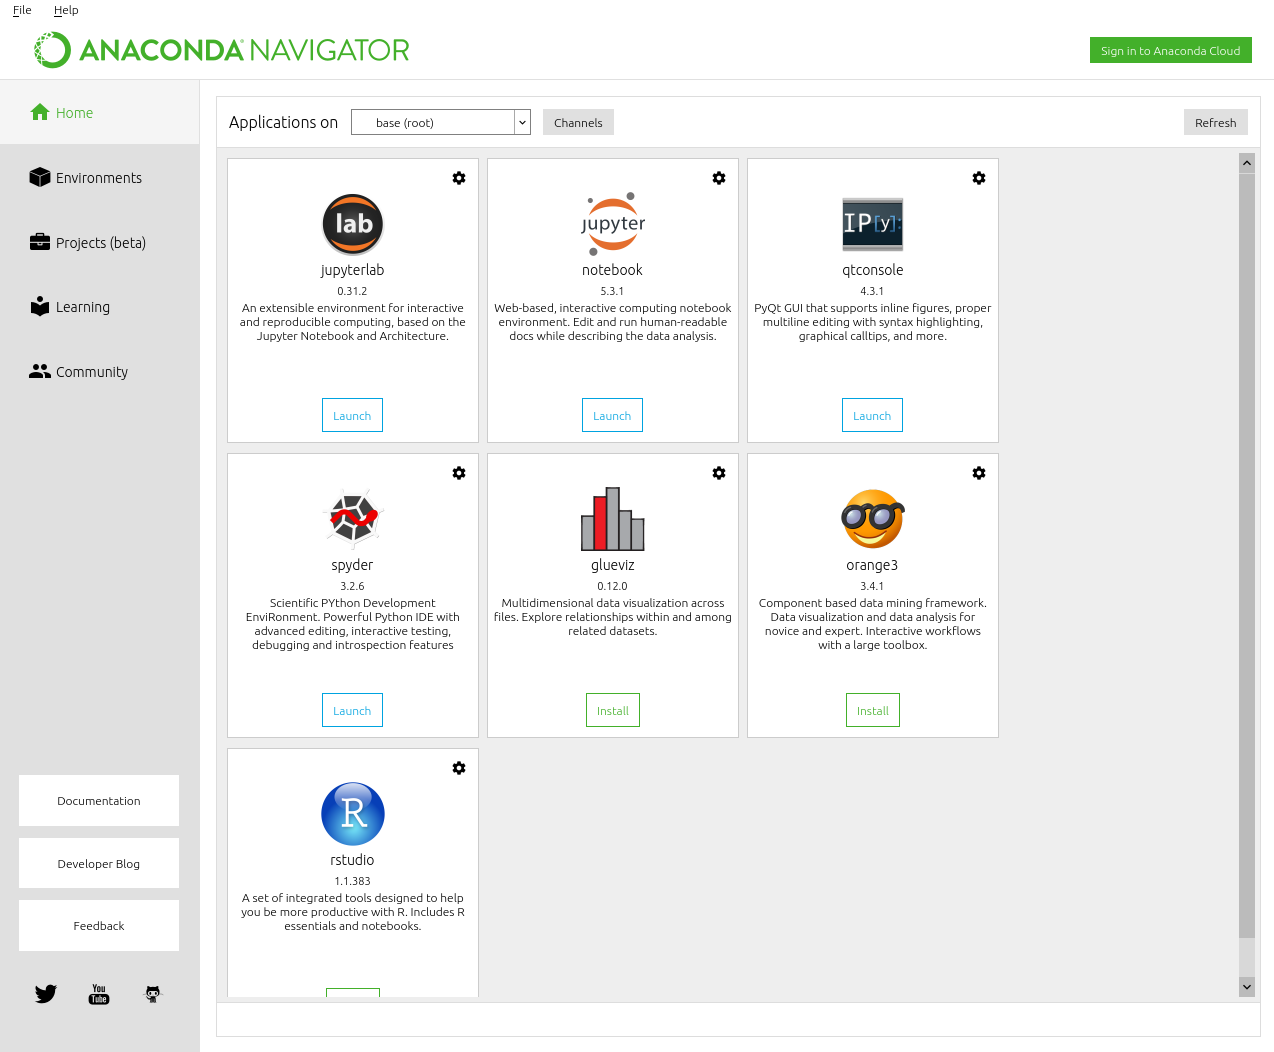 File Help
ANACONDA NAVIGATOR
Sign in to Anaconda Cloud
Home
Environments
Projects (beta)
Learning
Community
Documentation
Developer Blog
Feedback
You
Tube
Applications on
base (root)
Channels
Refresh
lab
jupyterlab
0.31.2
An extensible environment for interactive
and reproducible computing, based on the
Jupyter Notebook and Architecture.
Launch
jupyter
notebook
5.3.1
Web-based, interactive computing notebook
environment. Edit and run human-readable
docs while describing the data analysis.
Launch
IP[y]:
qtconsole
4.3.1
PyQt GUI that supports inline figures, proper
multiline editing with syntax highlighting,
graphical calltips, and more.
Launch
spyder
3.2.6
Scientific PYthon Development
EnviRonment. Powerful Python IDE with
advanced editing, interactive testing,
debugging and introspection features
Launch
glueviz
0.12.0
Multidimensional data visualization across
files. Explore relationships within and among
related datasets.
Install
orange3
3.4.1
Component based data mining framework.
Data visualization and data analysis for
novice and expert. Interactive workflows
with a large toolbox.
Install
R
rstudio
1.1.383
A set of integrated tools designed to help
you be more productive with R. Includes R
essentials and notebooks.